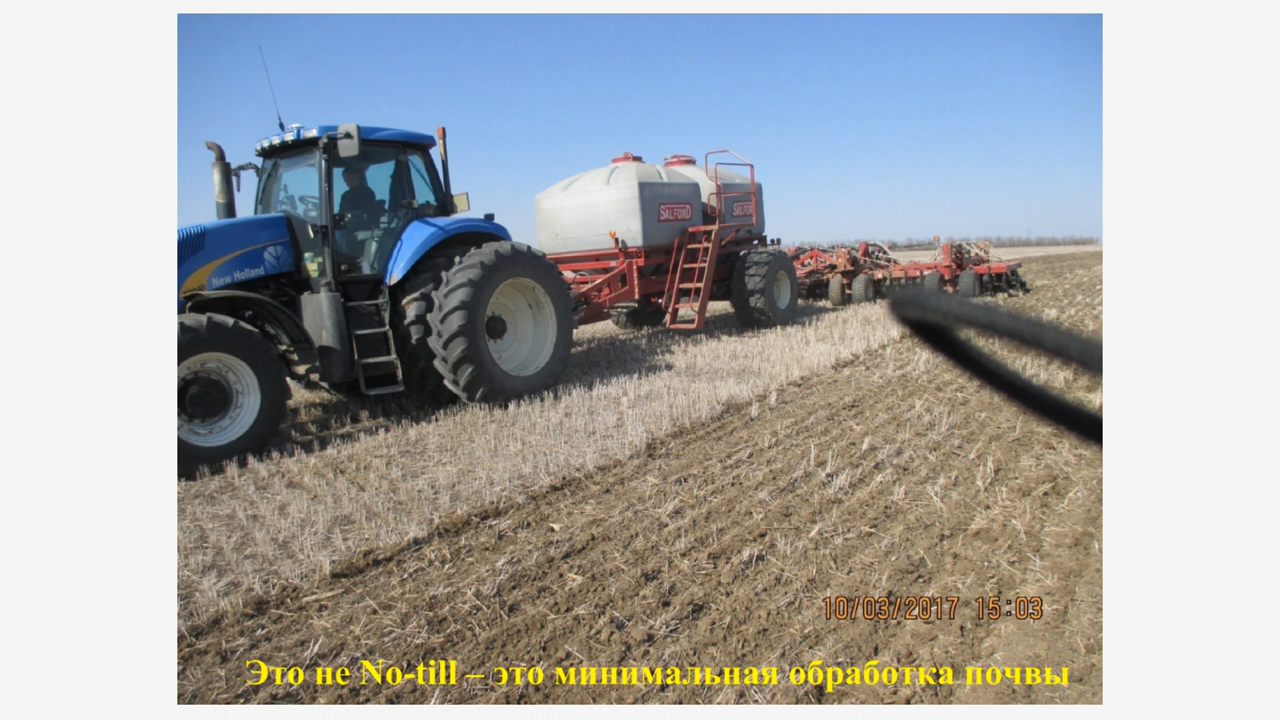 SALFORD
SALFORD
New Holland
10/03/2017 15:03
Это не No-till – это минимальная обработка почвы